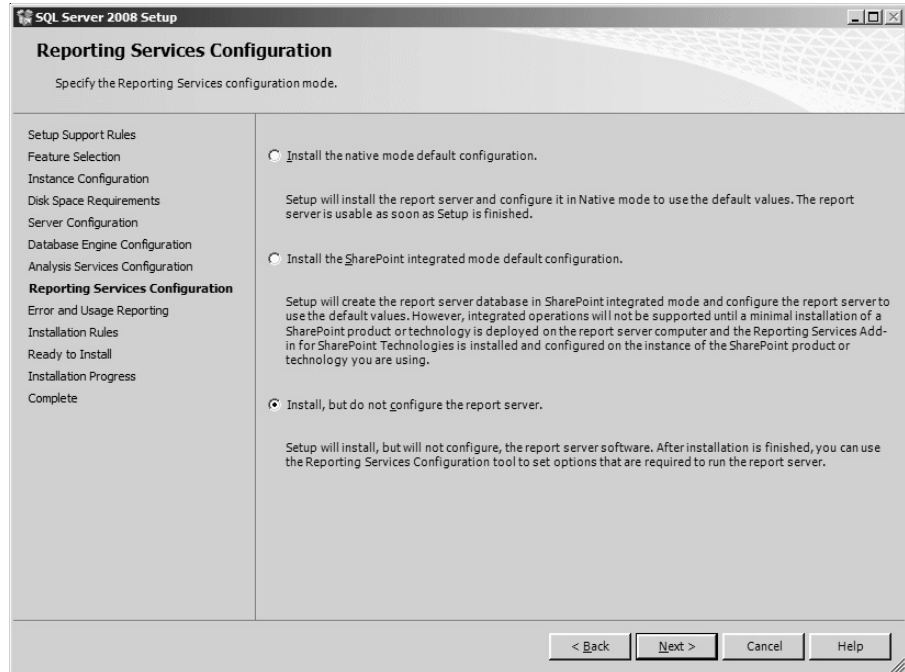 SQL Server 2008 Setup
Reporting Services Configuration
Specify the Reporting Services configuration mode.
Setup Support Rules
Feature Selection
Instance Configuration
Disk Space Requirements
Server Configuration
Database Engine Configuration
Analysis Services Configuration
Reporting Services Configuration
Error and Usage Reporting
Installation Rules
Ready to Install
Installation Progress
Complete
Install the native mode default configuration.
Setup will install the report server and configure it in Native mode to use the default values. The report
server is usable as soon as Setup is finished.
Install the SharePoint integrated mode default configuration.
Setup will create the report server database in SharePoint integrated mode and configure the report server to
use the default values. However, integrated operations will not be supported until a minimal installation of a
SharePoint product or technology is deployed on the report server computer and the Reporting Services Add-
in for SharePoint Technologies is installed and configured on the instance of the SharePoint product or
technology you are using.
Install, but do not configure the report server.
Setup will install, but will not configure, the report server software. After installation is finished, you can use
the Reporting Services Configuration tool to set options that are required to run the report server.
< Back
Next >
Cancel
Help